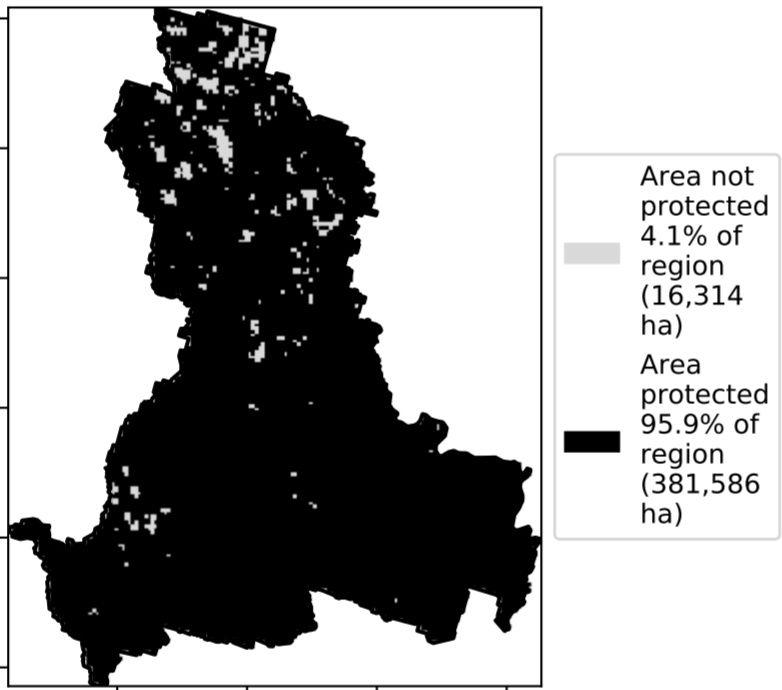 Area not
protected
4.1% of
region
(16,314
ha)
Area
protected
95.9% of
region
(381,586
ha)